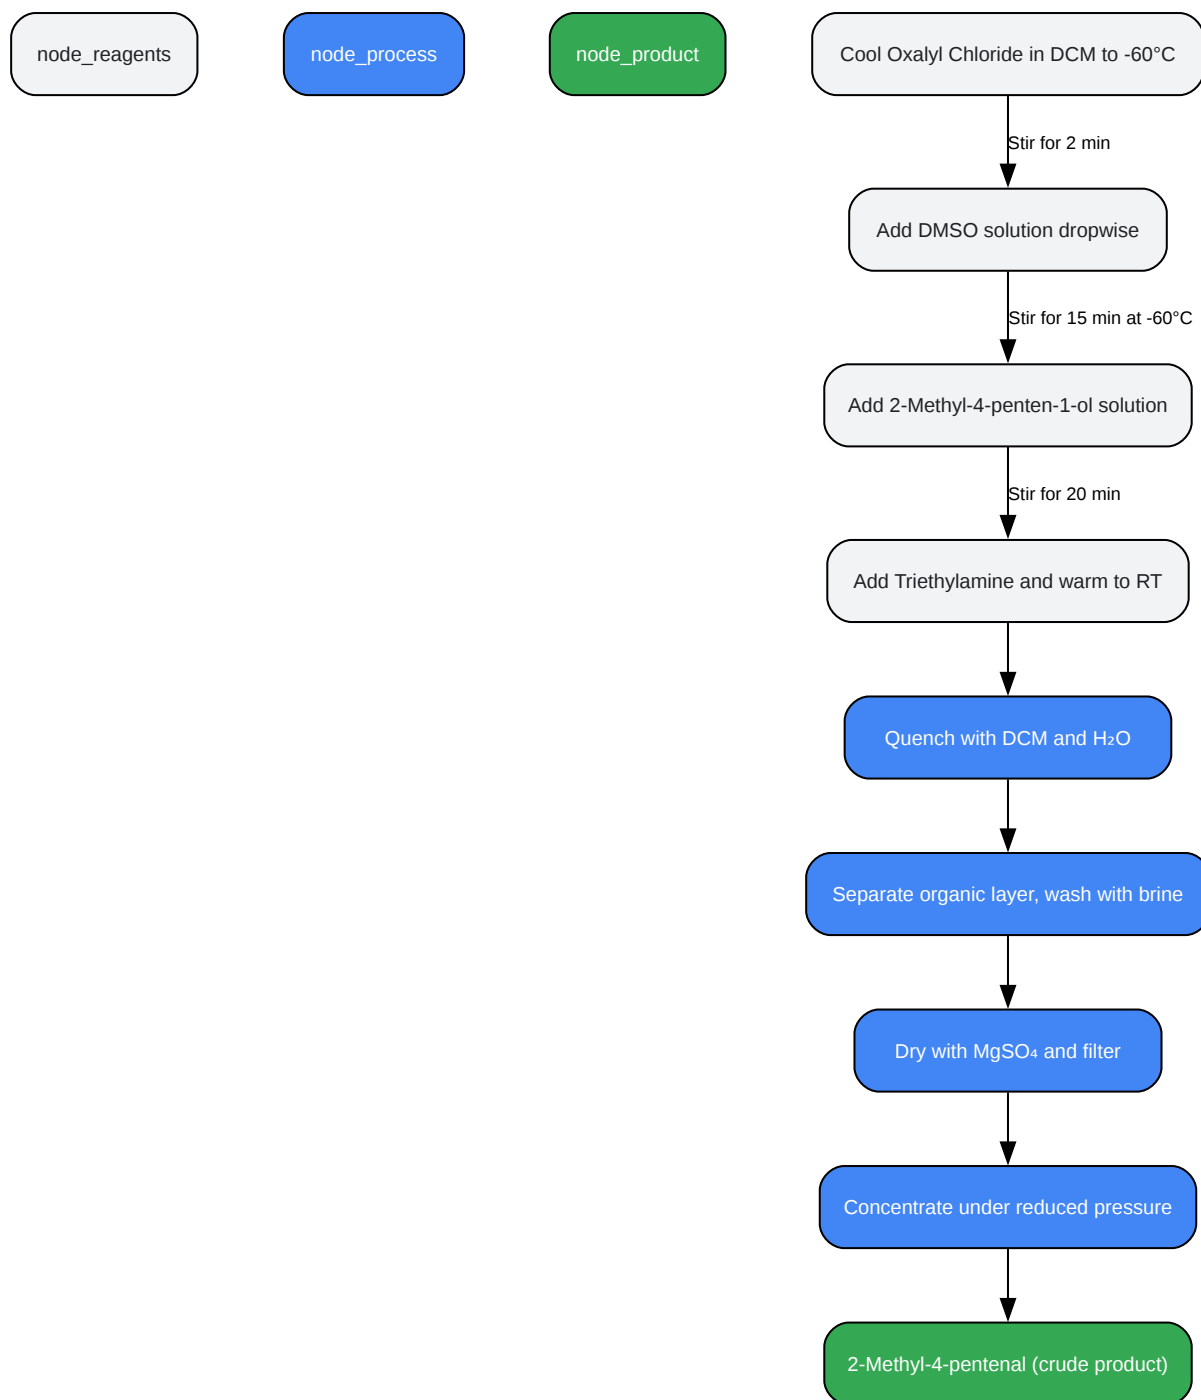 node_reagents
node_process
node_product
Cool Oxalyl Chloride in DCM to -60°C
Stir for 2 min
Add DMSO solution dropwise
Stir for 15 min at -60°C
Add 2-Methyl-4-penten-1-ol solution
Stir for 20 min
Add Triethylamine and warm to RT
Quench with DCM and H₂O
Separate organic layer, wash with brine
Dry with MgSO₄ and filter
Concentrate under reduced pressure
2-Methyl-4-pentenal (crude product)